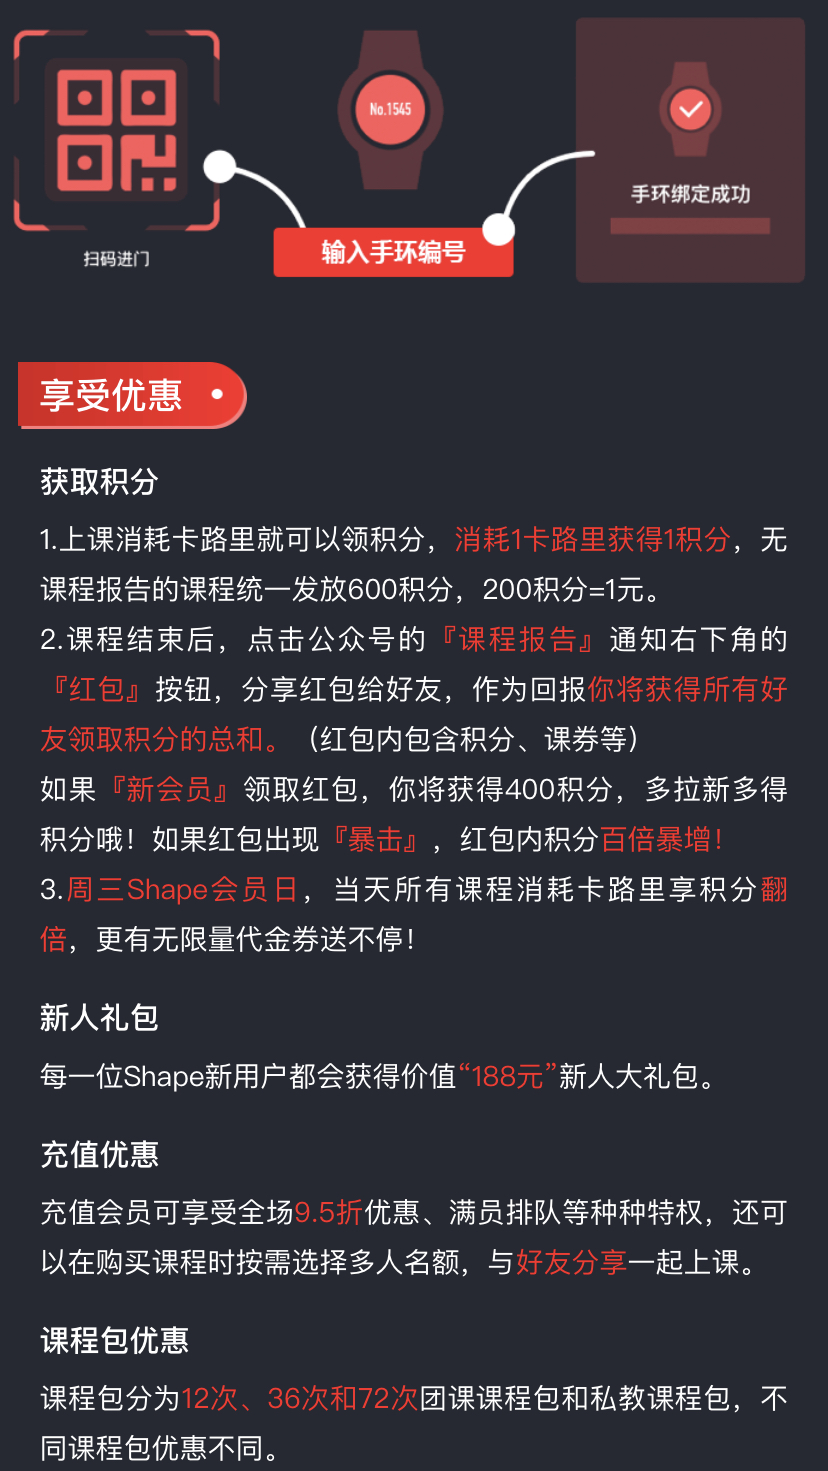 No.1545
手环绑定成功
扫码进门
输入手环编号
享受优惠
获取积分
1.上课消耗卡路里就可以领积分，消耗1卡路里获得1积分，无
课程报告的课程统一发放600积分，200积分=1元。
2.课程结束后，点击公众号的『课程报告』通知右下角的
『红包』按钮，分享红包给好友，作为回报你将获得所有好
友领取积分的总和。（红包内包含积分、课券等）
如果『新会员』领取红包，你将获得400积分，多拉新多得
积分哦！如果红包出现『暴击』，红包内积分百倍暴增！
3.周三Shape会员日，当天所有课程消耗卡路里享积分翻
倍，更有无限量代金券送不停！
新人礼包
每一位Shape新用户都会获得价值“188元”新人大礼包。
充值优惠
充值会员可享受全场9.5折优惠、满员排队等种种特权，还可
以在购买课程时按需选择多人名额，与好友分享一起上课。
课程包优惠
课程包分为12次、36次和72次团课课程包和私教课程包，不
同课程包优惠不同。